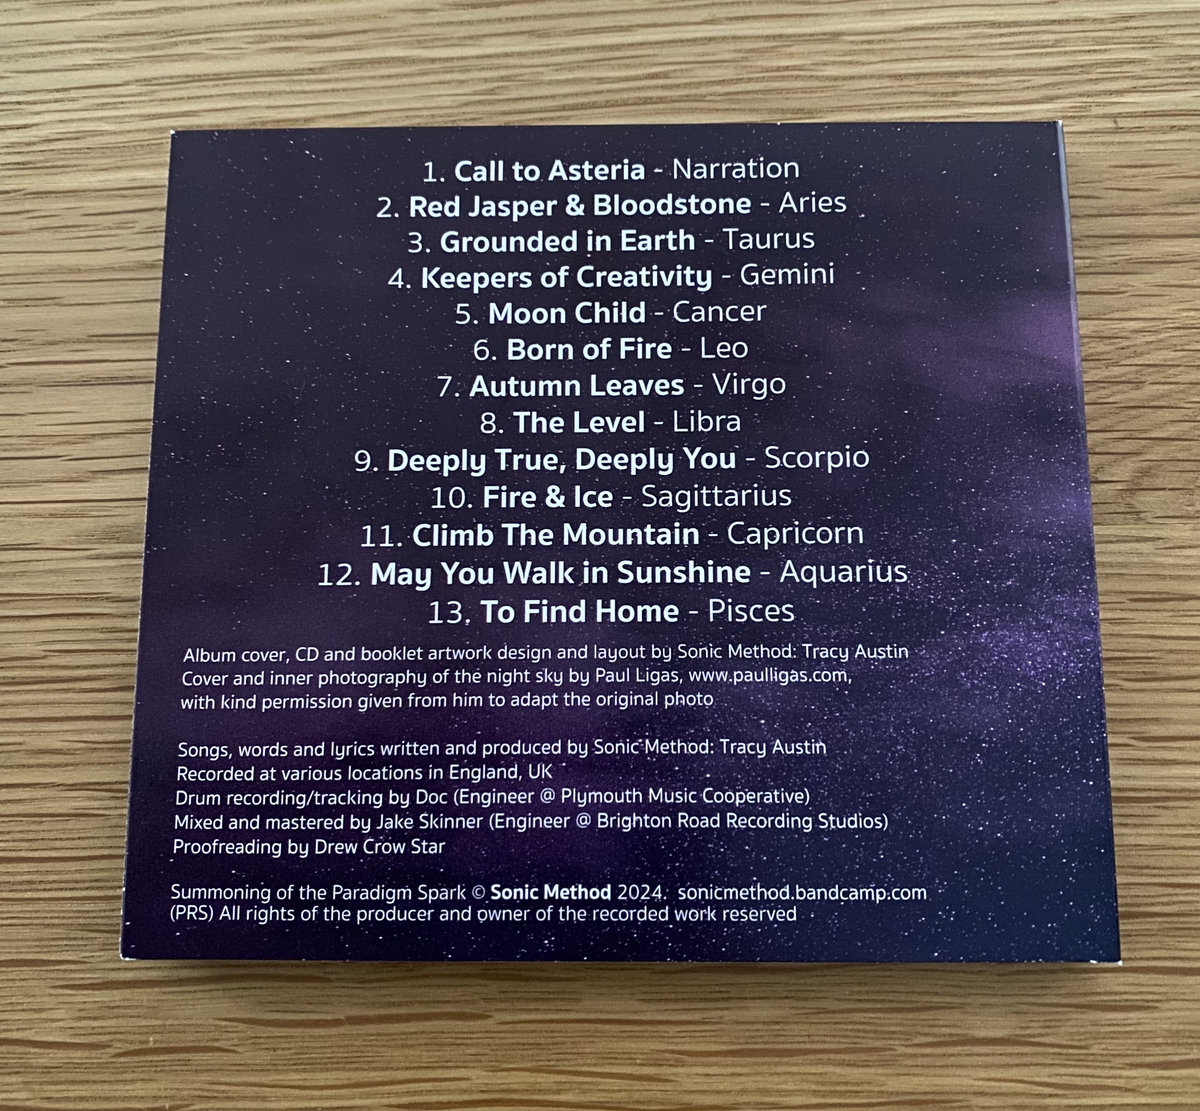 1. Call to Asteria - Narration
2. Red Jasper & Bloodstone - Aries
3. Grounded in Earth - Taurus
4. Keepers of Creativity - Gemini
5. Moon Child - Cancer
6. Born of Fire - Leo
7. Autumn Leaves - Virgo
8. The Level - Libra
9. Deeply True, Deeply You - Scorpio
10. Fire & Ice - Sagittarius
11. Climb The Mountain - Capricorn
12. May You Walk in Sunshine - Aquarius
13. To Find Home - Pisces
Album cover, CD and booklet artwork design and layout by Sonic Method: Tracy Austin
Cover and inner photography of the night sky by Paul Ligas, www.paulligas.com,
with kind permission given from him to adapt the original photo
Songs, words and lyrics written and produced by Sonic Method: Tracy Austin
Recorded at various locations in England, UK
Drum recording/tracking by Doc (Engineer @ Plymouth Music Cooperative)
Mixed and mastered by Jake Skinner (Engineer @ Brighton Road Recording Studios)
Proofreading by Drew Crow Star
Summoning of the Paradigm Spark © Sonic Method 2024. sonicmethod.bandcamp.com
(PRS) All rights of the producer and owner of the recorded work reserved